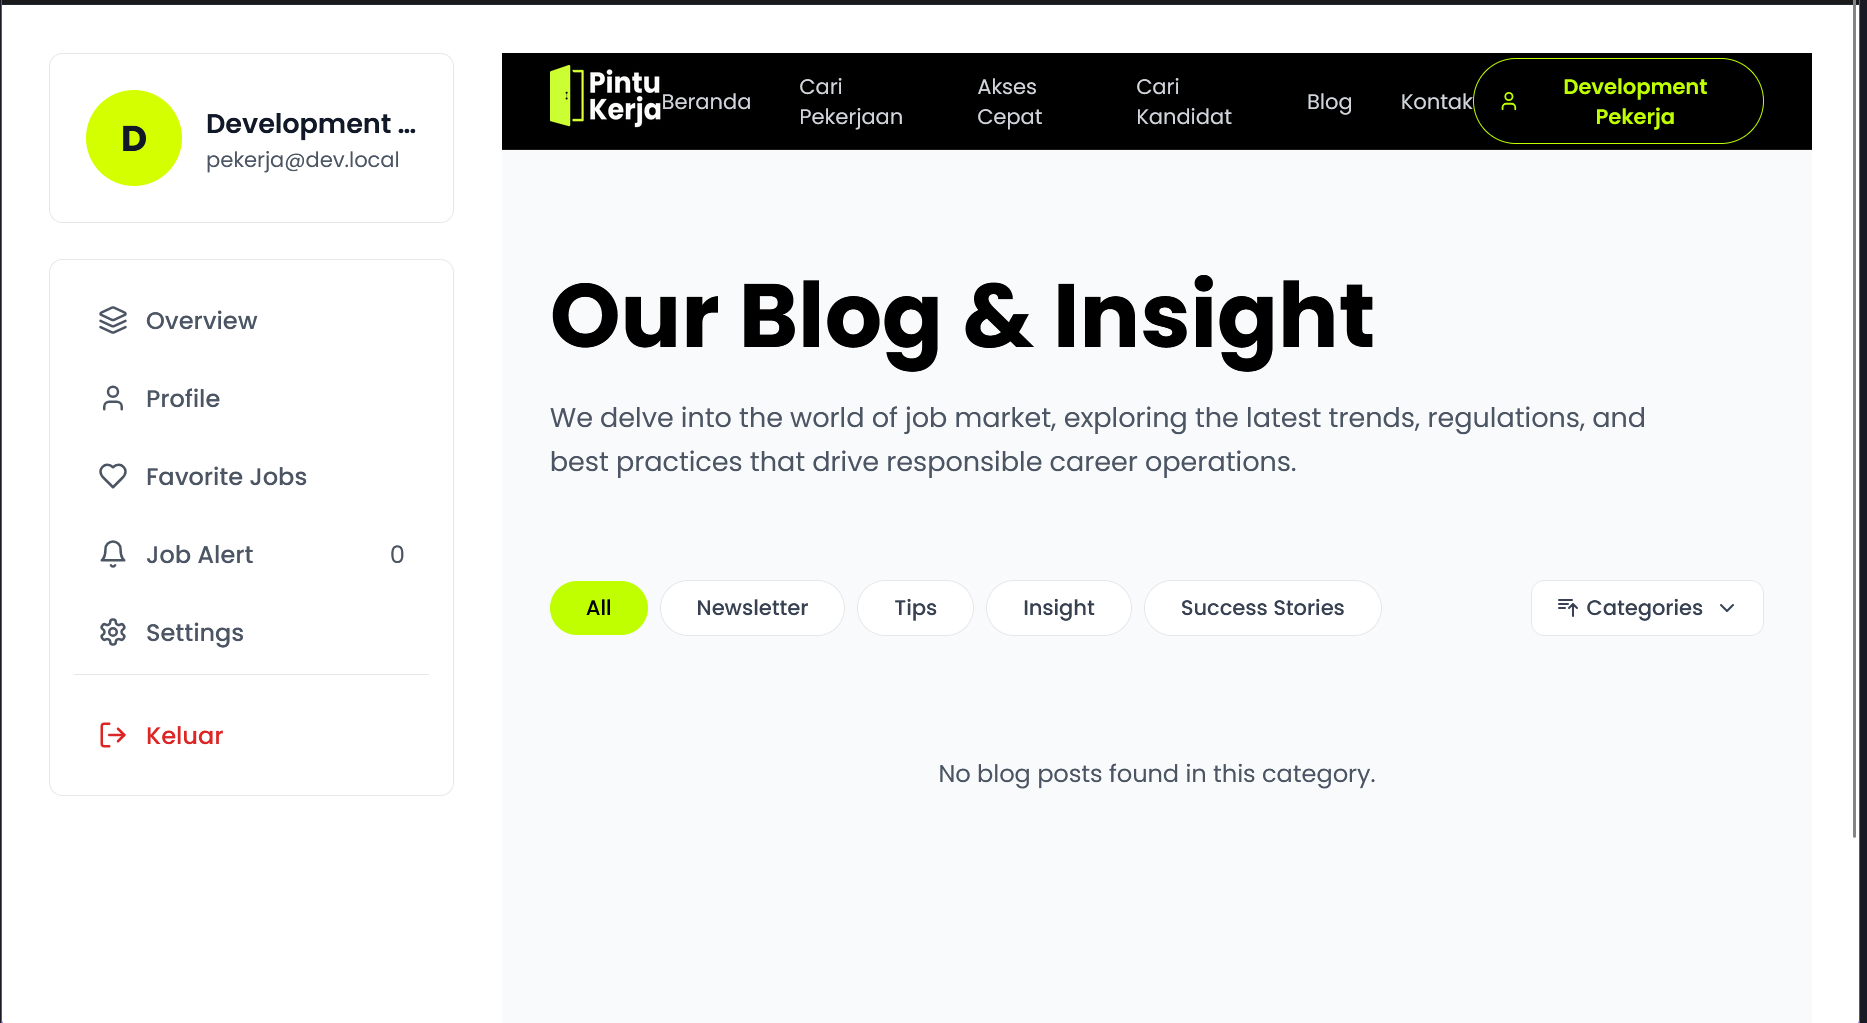 D
Development ...
pekerja@dev.local
Overview
Profile
Favorite Jobs
Job Alert 0
Settings
Keluar
Pintu
Kerja
Beranda
Cari
Pekerjaan
Akses
Cepat
Cari
Kandidat
Blog
Kontak
Development
Pekerja
Our Blog & Insight
We delve into the world of job market, exploring the latest trends, regulations, and
best practices that drive responsible career operations.
All
Newsletter
Tips
Insight
Success Stories
Categories
No blog posts found in this category.